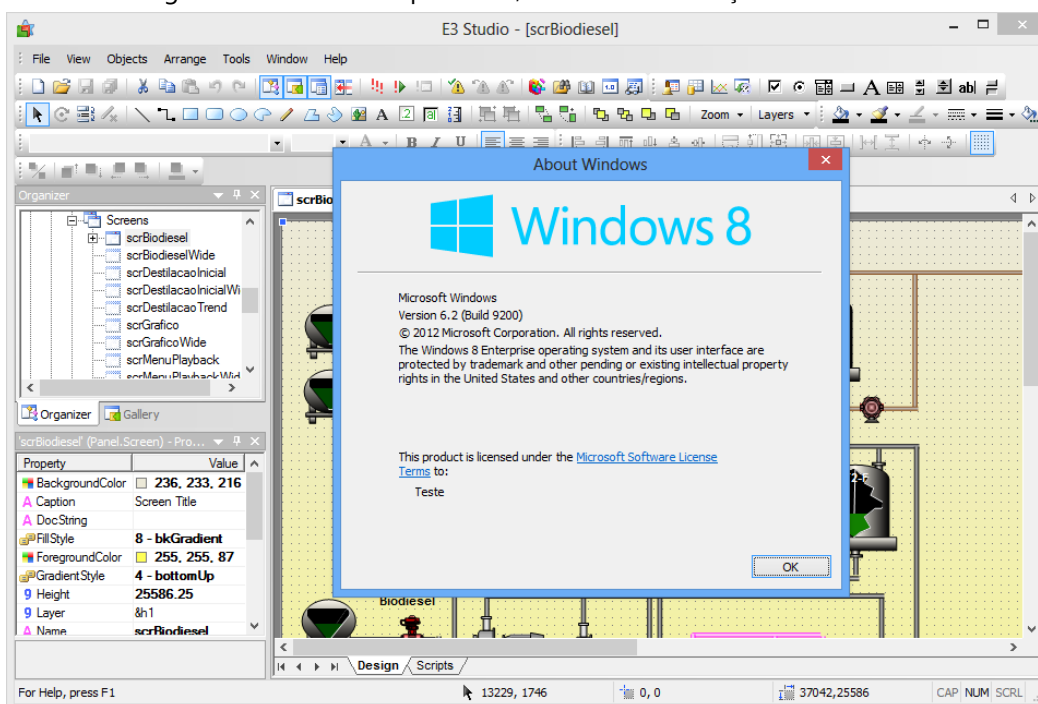 E3 Studio - [scrBiodiesel]
File View Objects Arrange Tools Window Help
Zoom Layers
Organizer
Screens
scrBiodiesel
scrBiodieselWide
scrDestilacaoInicial
scrDestilacaoInicialWi
scrDestilacaoTrend
scrGrafico
scrGraficoWide
scrMenuPlayback
scrMenuPlaybackWid
Organizer Gallery
'scrBiodiesel' (Panel.Screen) - Pro...
Property Value
BackgroundColor 236, 233, 216
Caption Screen Title
DocString
FillStyle 8 - bkGradient
ForegroundColor 255, 255, 87
GradientStyle 4 - bottomUp
Height 25586.25
Layer &h1
Name scrBiodiesel
scrBio
About Windows
Windows 8
Microsoft Windows
Version 6.2 (Build 9200)
© 2012 Microsoft Corporation. All rights reserved.
The Windows 8 Enterprise operating system and its user interface are
protected by trademark and other pending or existing intellectual property
rights in the United States and other countries/regions.
This product is licensed under the Microsoft Software License
Terms to:
Teste
OK
Biodiesel
Design Scripts
For Help, press F1
13229, 1746
0, 0
37042,25586
CAP NUM SCRL